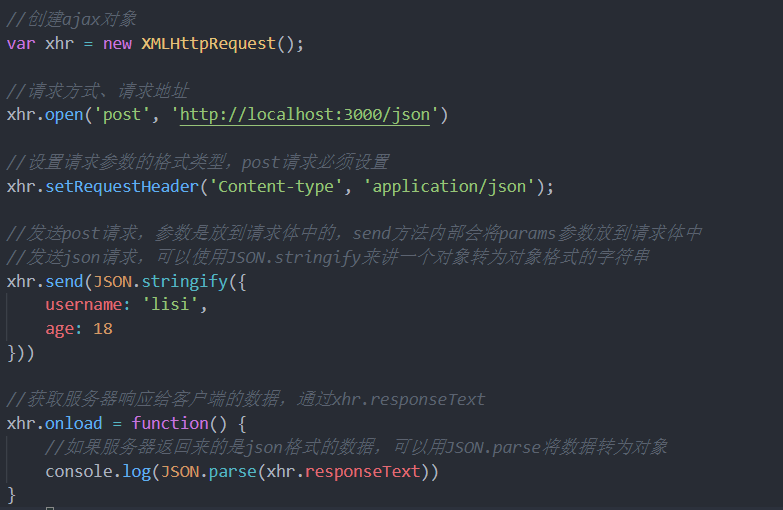 //创建ajax对象
var xhr = new XMLHttpRequest();
//请求方式、请求地址
xhr.open('post', 'http://localhost:3000/json')
//设置请求参数的格式类型，post请求必须设置
xhr.setRequestHeader('Content-type', 'application/json');
//发送post请求，参数是放到请求体中的，send方法内部会将params参数放到请求体中
//发送json请求，可以使用JSON.stringify来讲一个对象转为对象格式的字符串
xhr.send(JSON.stringify({
    username: 'lisi',
    age: 18
}))
//获取服务器响应给客户端的数据，通过xhr.responseText
xhr.onload = function() {
    //如果服务器返回来的是json格式的数据，可以用JSON.parse将数据转为对象
    console.log(JSON.parse(xhr.responseText))
}